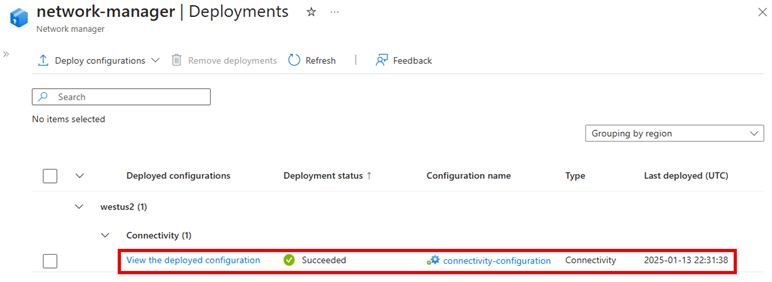 network-manager | Deployments
Network manager
Deploy configurations Remove deployments Refresh Feedback
Search
No items selected
Grouping by region
Deployed configurations Deployment status ↑ Configuration name Type Last deployed (UTC)
westus2 (1)
Connectivity (1)
View the deployed configuration Succeeded connectivity-configuration Connectivity 2025-01-13 22:31:38